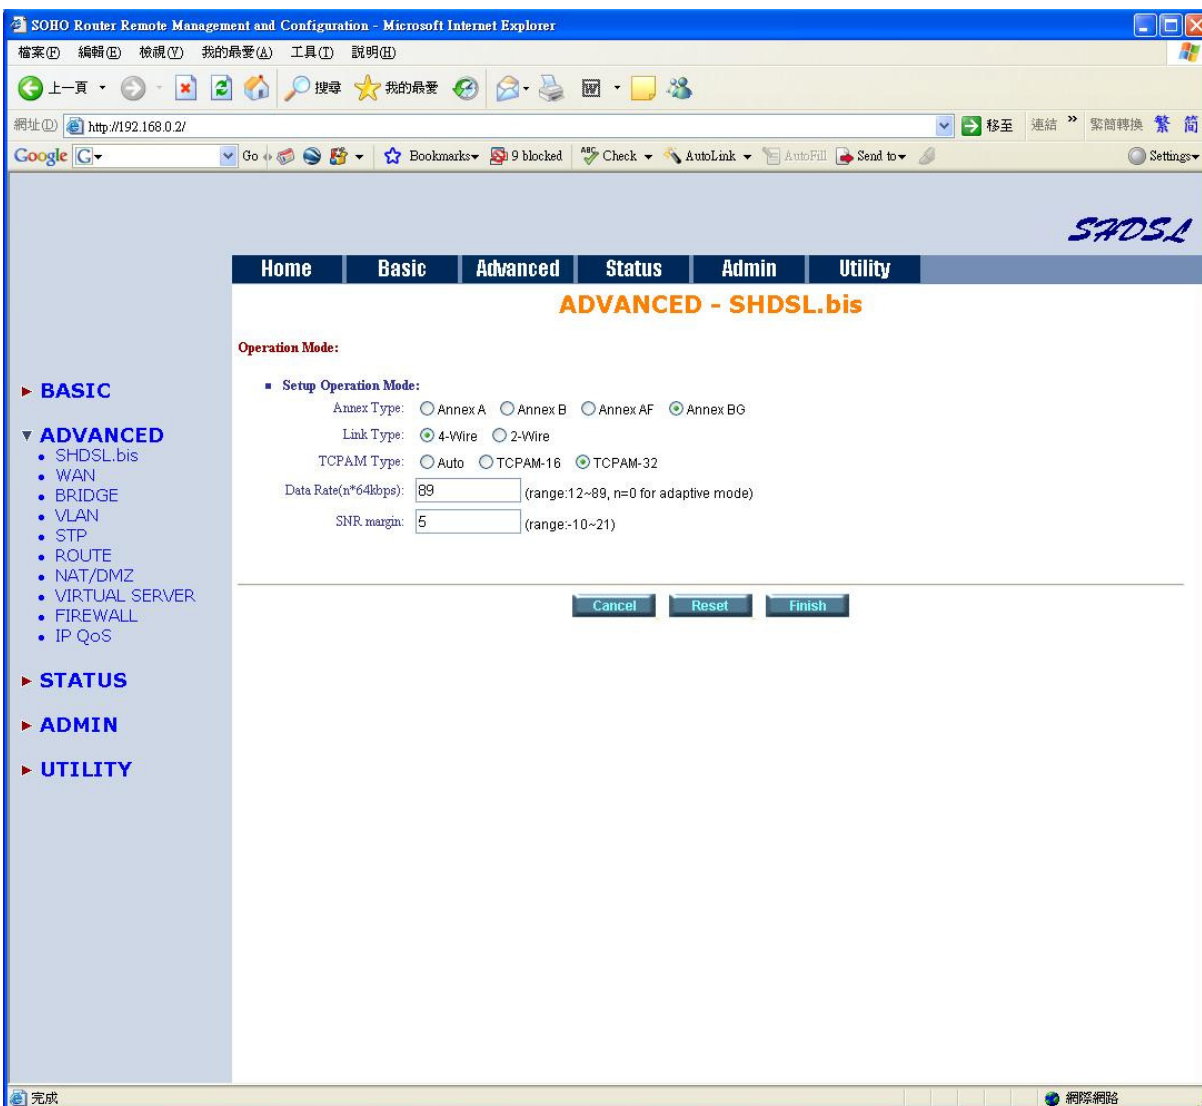 SOHO Router Remote Management and Configuration - Microsoft Internet Explorer
檔案(F) 編輯(E) 檢視(V) 我的最愛(A) 工具(T) 說明(H)
上一頁 搜尋 我的最愛
網址(D) http://192.168.0.2/ 移至 連結 » 繁簡轉換 繁 简
Google G Go Bookmarks 9 blocked ABC Check AutoLink AutoFill Send to Settings
SHDSL
Home Basic Advanced Status Admin Utility
ADVANCED - SHDSL.bis
Operation Mode:
Setup Operation Mode:
Annex Type: Annex A Annex B Annex AF Annex BG
Link Type: 4-Wire 2-Wire
TCPAM Type: Auto TCPAM-16 TCPAM-32
Data Rate(n*64kbps): 89 (range:12~89, n=0 for adaptive mode)
SNR margin: 5 (range:-10~21)
Cancel Reset Finish
BASIC
ADVANCED
SHDSL.bis
WAN
BRIDGE
VLAN
STP
ROUTE
NAT/DMZ
VIRTUAL SERVER
FIREWALL
IP QoS
STATUS
ADMIN
UTILITY
完成 網際網路